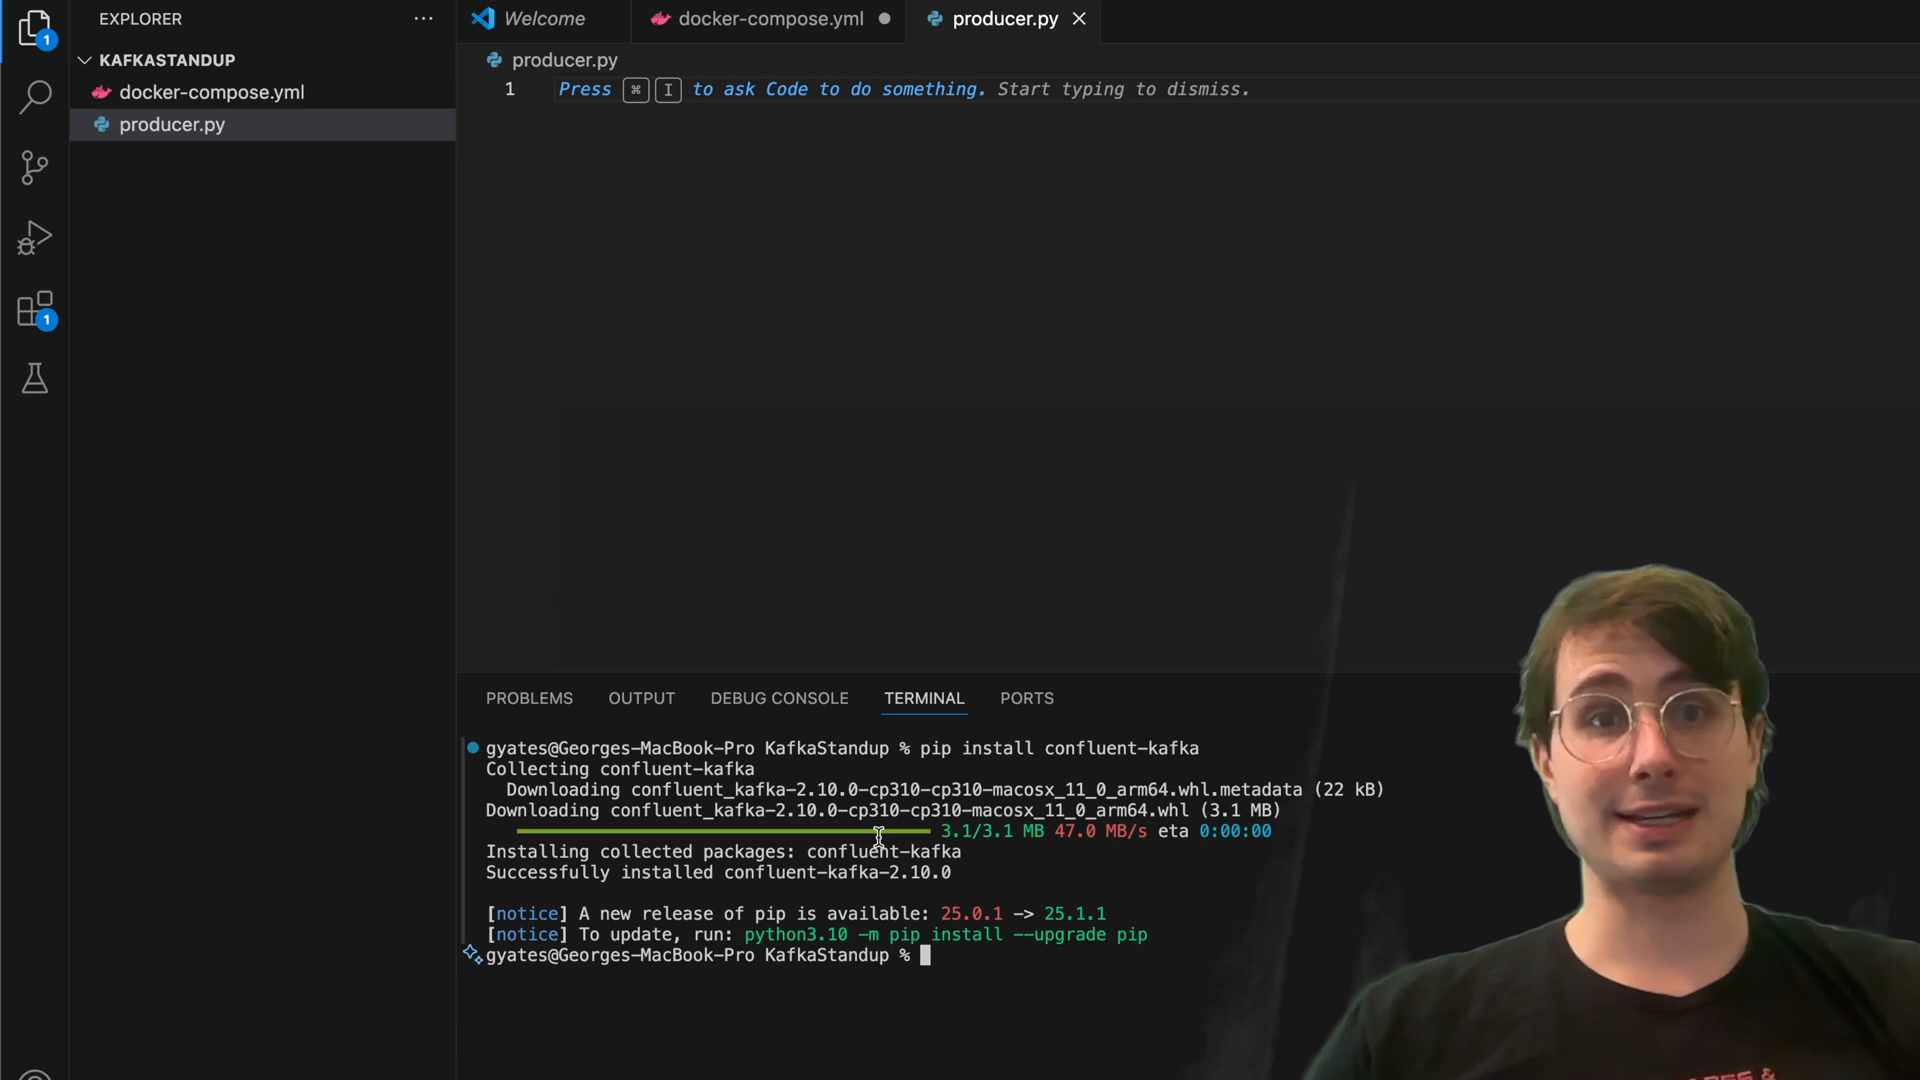 EXPLORER
Welcome
docker-compose.yml
producer.py
KAFKASTANDUP
docker-compose.yml
producer.py
producer.py
1
Press ⌘ I to ask Code to do something. Start typing to dismiss.
1
1
PROBLEMS
OUTPUT
DEBUG CONSOLE
TERMINAL
PORTS
gyates@Georges-MacBook-Pro KafkaStandup % pip install confluent-kafka
Collecting confluent-kafka
Downloading confluent_kafka-2.10.0-cp310-cp310-macosx_11_0_arm64.whl.metadata (22 kB)
Downloading confluent_kafka-2.10.0-cp310-cp310-macosx_11_0_arm64.whl (3.1 MB)
3.1/3.1 MB 47.0 MB/s eta 0:00:00
Installing collected packages: confluent-kafka
Successfully installed confluent-kafka-2.10.0
[notice] A new release of pip is available: 25.0.1 -> 25.1.1
[notice] To update, run: python3.10 -m pip install --upgrade pip
gyates@Georges-MacBook-Pro KafkaStandup %